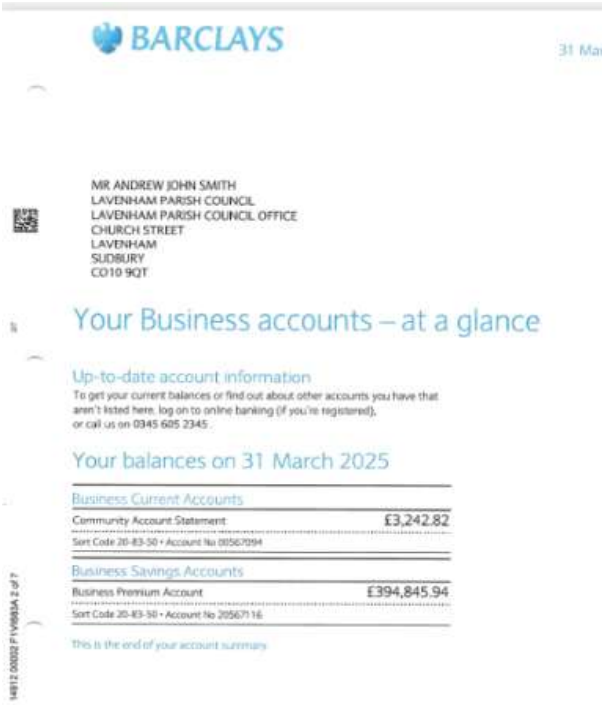 BARCLAYS
31 Mar
MR ANDREW JOHN SMITH
LAVENHAM PARISH COUNCIL
LAVENHAM PARISH COUNCIL OFFICE
CHURCH STREET
LAVENHAM
SUDBURY
CO10 9QT
Your Business accounts – at a glance
Up-to-date account information
To get your current balances or find out about other accounts you have that
aren't listed here, log on to online banking (if you're registered),
or call us on 0345 605 2345.
Your balances on 31 March 2025
Business Current Accounts
Community Account Statement £3,242.82
Sort Code 20-83-50 • Account No 00567094
Business Savings Accounts
Business Premium Account £394,845.94
Sort Code 20-83-50 • Account No 20567116
This is the end of your account summary
2 of 7